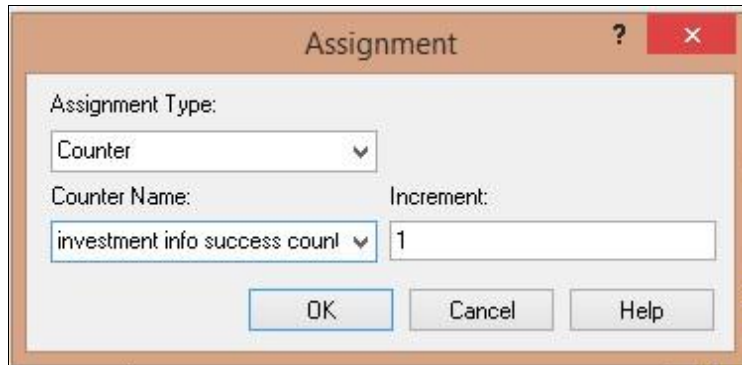 Assignment
?
Assignment Type:
Counter
Counter Name: Increment:
investment info success count 1
OK Cancel Help